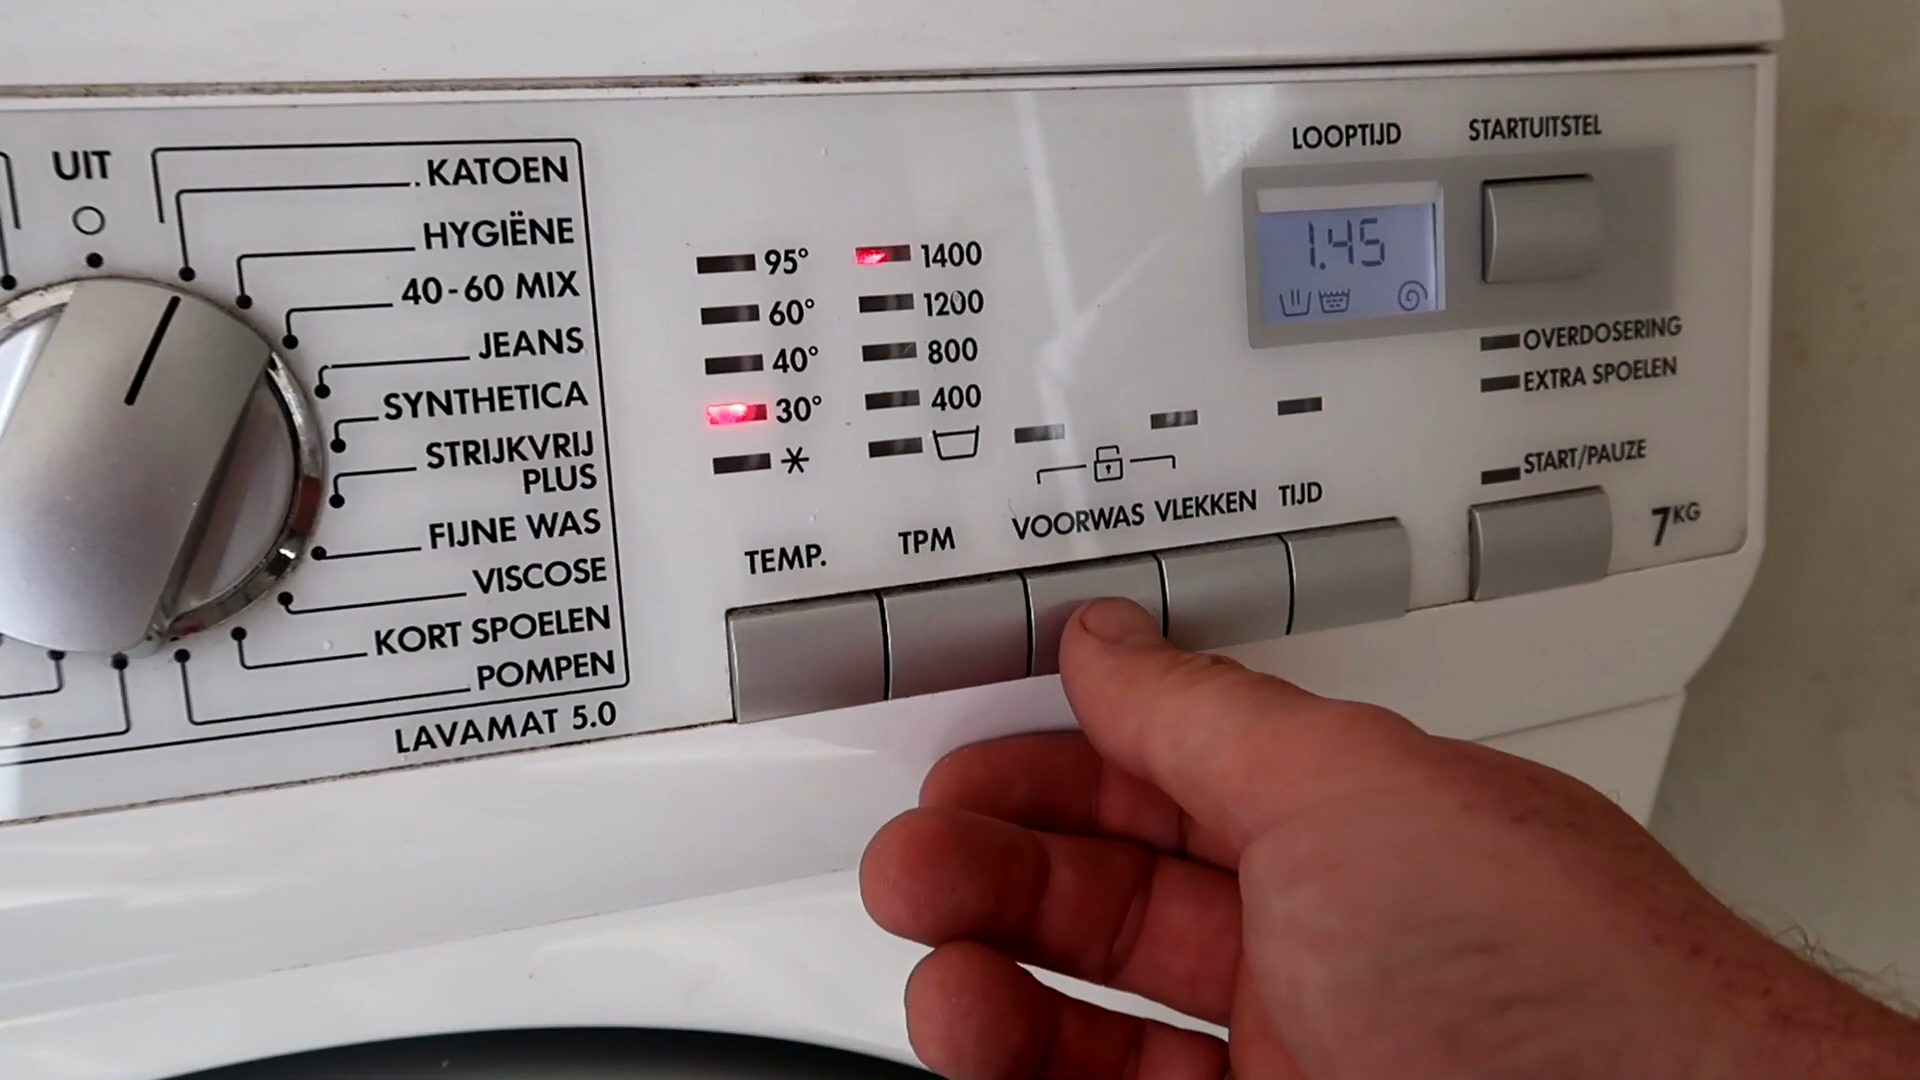 UIT
KATOEN
HYGIËNE
40-60 MIX
JEANS
SYNTHETICA
STRIJKVRIJ
PLUS
FIJNE WAS
VISCOSE
KORT SPOELEN
POMPEN
LAVAMAT 5.0
95°
60°
40°
30°
1400
1200
800
400
TEMP.
TPM
VOORWAS
VLEKKEN
TIJD
LOOPTIJD
1.45
STARTUITSTEL
OVERDOSERING
EXTRA SPOELEN
START/PAUZE
7KG